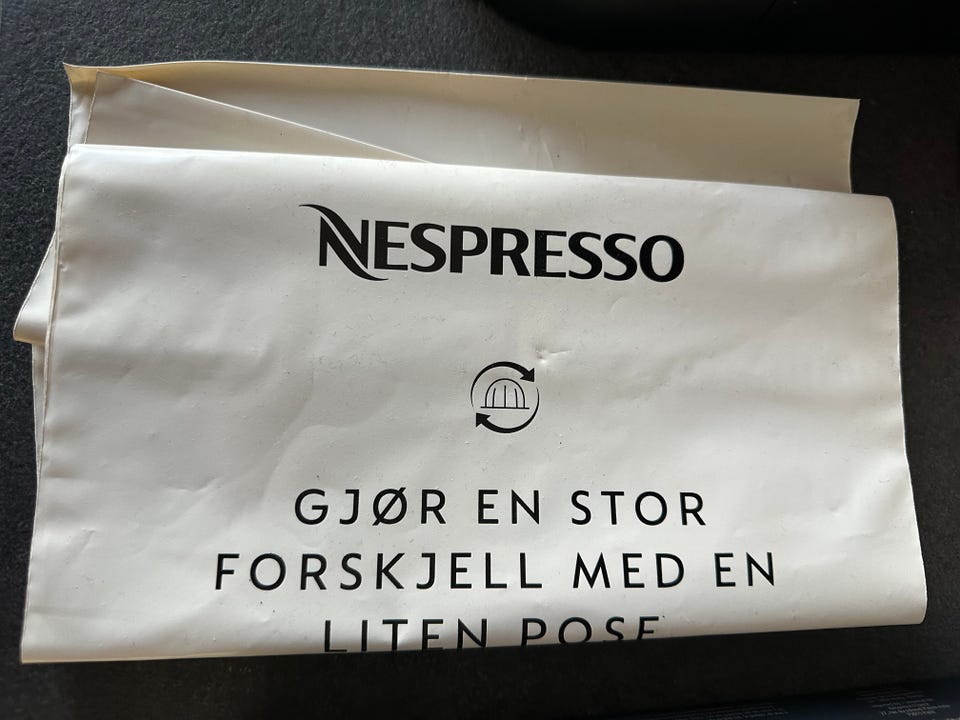 NESPRESSO
GJØR EN STOR
FORSKJELL MED EN
LITEN POSE